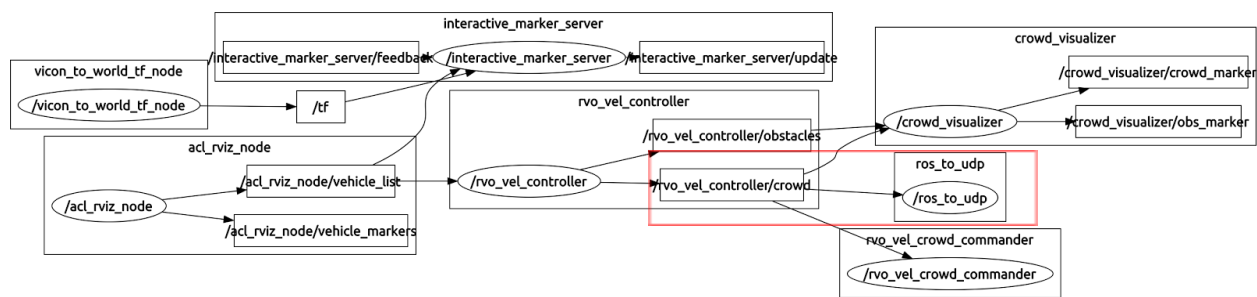 interactive_marker_server
/interactive_marker_server/feedback
/interactive_marker_server
/interactive_marker_server/update
vicon_to_world_tf_node
/vicon_to_world_tf_node
/tf
crowd_visualizer
/crowd_visualizer/crowd_marker
/crowd_visualizer
/crowd_visualizer/obs_marker
rvo_vel_controller
/rvo_vel_controller/obstacles
/rvo_vel_controller
/rvo_vel_controller/crowd
acl_rviz_node
/acl_rviz_node/vehicle_list
/acl_rviz_node
/acl_rviz_node/vehicle_markers
ros_to_udp
/ros_to_udp
rvo_vel_crowd_commander
/rvo_vel_crowd_commander